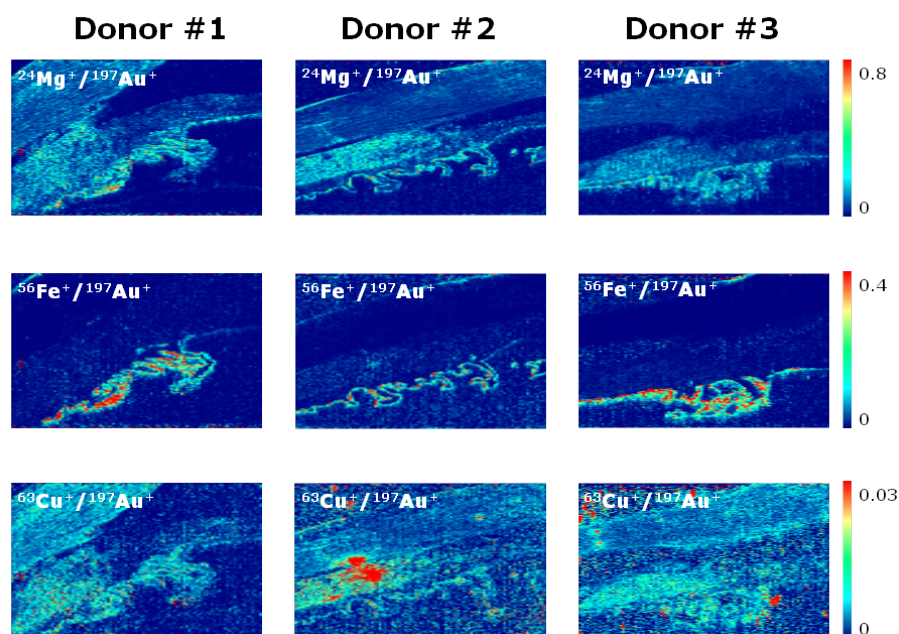 Donor #1 Donor #2 Donor #3
²⁴Mg⁺/¹⁹⁷Au⁺ ²⁴Mg⁺/¹⁹⁷Au⁺ ²⁴Mg⁺/¹⁹⁷Au⁺ 0.8
0
⁵⁶Fe⁺/¹⁹⁷Au⁺ ⁵⁶Fe⁺/¹⁹⁷Au⁺ ⁵⁶Fe⁺/¹⁹⁷Au⁺ 0.4
0
⁶³Cu⁺/¹⁹⁷Au⁺ ⁶³Cu⁺/¹⁹⁷Au⁺ ⁶³Cu⁺/¹⁹⁷Au⁺ 0.03
0